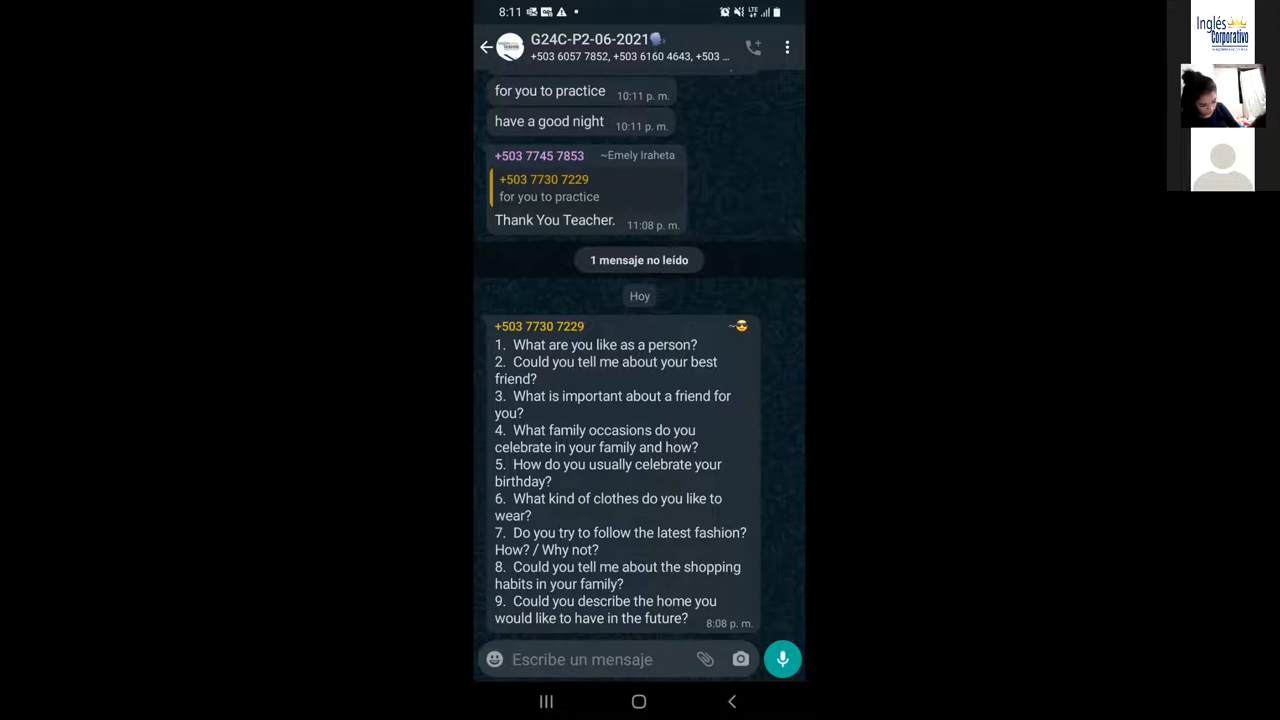 8:11
LTE
G24C-P2-06-2021
+503 6057 7852, +503 6160 4643, +503 ...
for you to practice 10:11 p. m.
have a good night 10:11 p. m.
+503 7745 7853 ~Emely Iraheta
+503 7730 7229
for you to practice
Thank You Teacher. 11:08 p. m.
1 mensaje no leído
Hoy
+503 7730 7229 ~😎
1. What are you like as a person?
2. Could you tell me about your best
friend?
3. What is important about a friend for
you?
4. What family occasions do you
celebrate in your family and how?
5. How do you usually celebrate your
birthday?
6. What kind of clothes do you like to
wear?
7. Do you try to follow the latest fashion?
How? / Why not?
8. Could you tell me about the shopping
habits in your family?
9. Could you describe the home you
would like to have in the future? 8:08 p. m.
Escribe un mensaje
Inglés
Corporativo